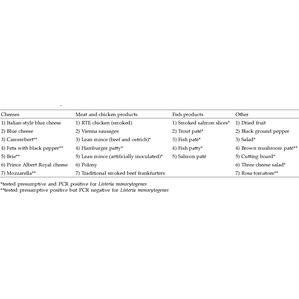 Cheeses Meat and chicken products Fish products Other
1) Italian style blue cheese 1) RTE chicken (smoked) 1) Smoked salmon slices* 1) Dried fruit
2) Blue cheese 2) Vienna sausages 2) Trout paté* 2) Black ground pepper
3) Camembert** 3) Lean mince (beef and ostrich)* 3) Fish paté* 3) Salad*
4) Feta with black pepper** 4) Hamburger patty* 4) Fish patty* 4) Brown mushroom paté**
5) Brie** 5) Lean mince (artificially inoculated)* 5) Salmon paté 5) Cutting board*
6) Prince Albert Royal cheese 6) Polony 6) Three cheese salad*
7) Mozzarella** 7) Traditional smoked beef frankfurters 7) Rosa tomatoes**
*tested presumptive and PCR positive for Listeria monocytogenes
**tested presumptive positive but PCR negative for Listeria monocytogenes